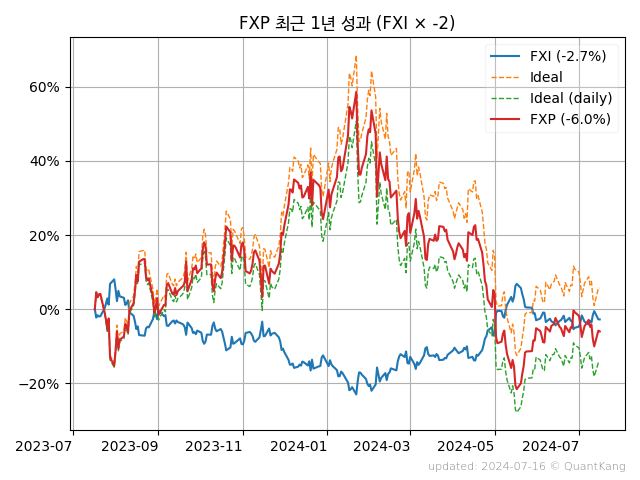 FXP 최근 1년 성과 (FXI × -2)
FXI (-2.7%)
Ideal
Ideal (daily)
FXP (-6.0%)
60%
40%
20%
0%
−20%
2023-07
2023-09
2023-11
2024-01
2024-03
2024-05
2024-07
updated: 2024-07-16 © QuantKang